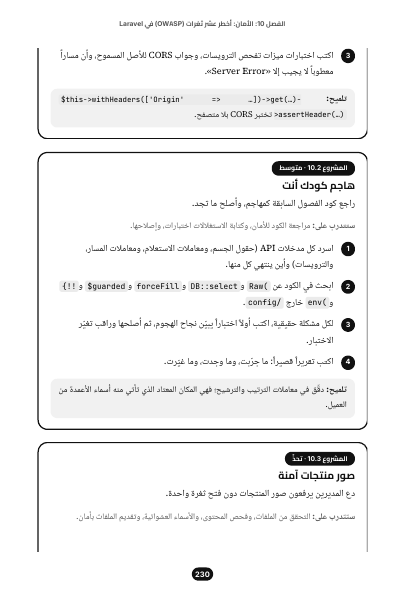 الفصل 10: الأمان: أخطر عشر ثغرات (OWASP) في Laravel
3 اكتب اختبارات ميزات تفحص الترويسات، وجواب CORS للأصل المسموح، وأن مساراً
معطوباً لا يجيب إلا «Server Error».
تلميح: $this->withHeaders(['Origin' => …])->get(…)-
>assertHeader(…) تختبر CORS بلا متصفح.
المشروع 10.2 · متوسط
هاجم كودك أنت
راجع كود الفصول السابقة كمهاجم، وأصلح ما تجد.
ستتدرب على: مراجعة الكود للأمان، وكتابة الاستغلالات اختبارات، وإصلاحها.
1 اسرد كل مدخلات API (حقول الجسم، ومعاملات الاستعلام، ومعاملات المسار،
والترويسات) وأين ينتهي كل منها.
2 ابحث في الكود عن Raw( و DB::select و forceFill و $guarded و {!!
و env( خارج config/.
3 لكل مشكلة حقيقية، اكتب أولاً اختباراً يبيّن نجاح الهجوم، ثم أصلحها وراقب تغيّر
الاختبار.
4 اكتب تقريراً قصيراً: ما جرّبت، وما وجدت، وما غيّرت.
تلميح: دقّق في معاملات الترتيب والترشيح؛ فهي المكان المعتاد الذي تأتي منه أسماء الأعمدة من
العميل.
المشروع 10.3 · تحدٍّ
صور منتجات آمنة
دع المديرين يرفعون صور المنتجات دون فتح ثغرة واحدة.
ستتدرب على: التحقق من الملفات، وفحص المحتوى، والأسماء العشوائية، وتقديم الملفات بأمان.
230